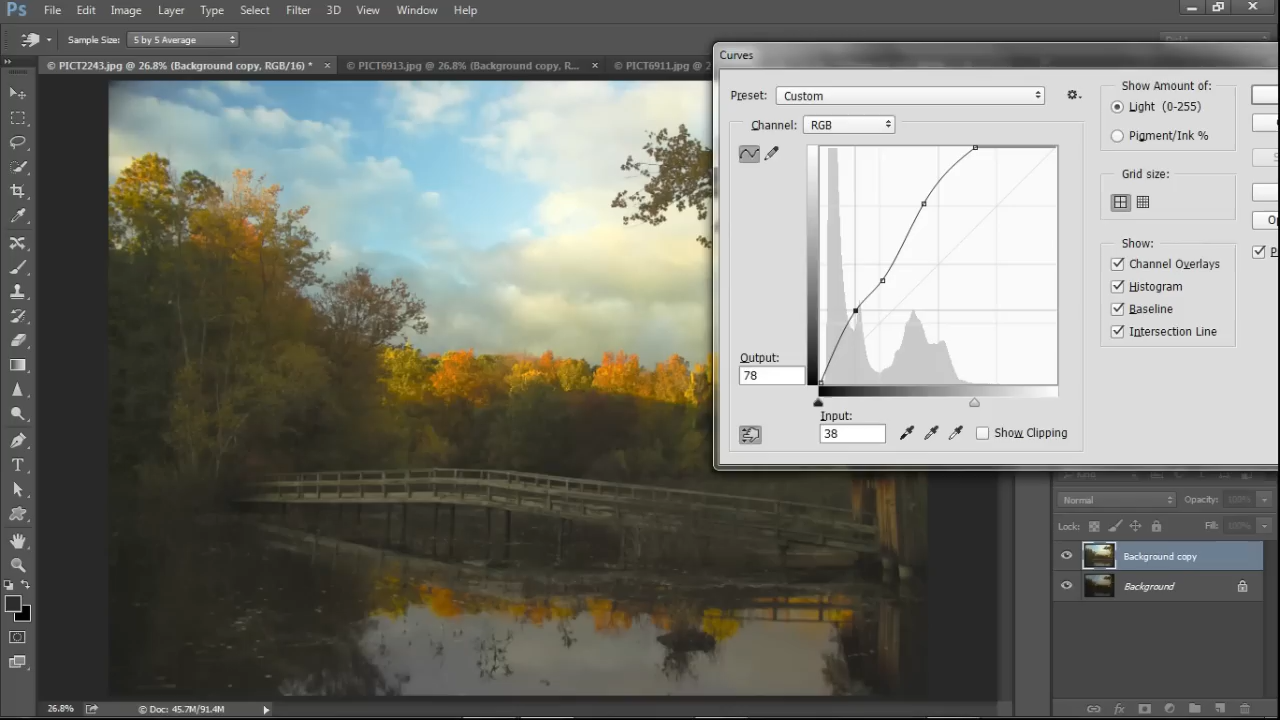 Ps File Edit Image Layer Type Select Filter 3D View Window Help
Sample Size: 5 by 5 Average
© PICT2243.jpg @ 26.8% (Background copy, RGB/16) * × © PICT6913.jpg @ 26.8% (Background copy, R... × © PICT6911.jpg @ 2
Curves
Preset: Custom
Channel: RGB
Output:
78
Input:
38
Show Clipping
Show Amount of:
Light (0-255)
Pigment/Ink %
Grid size:
Show:
Channel Overlays
Histogram
Baseline
Intersection Line
Normal Opacity: 100%
Lock: Fill: 100%
Background copy
Background
26.8% © Doc: 45.7M/91.4M